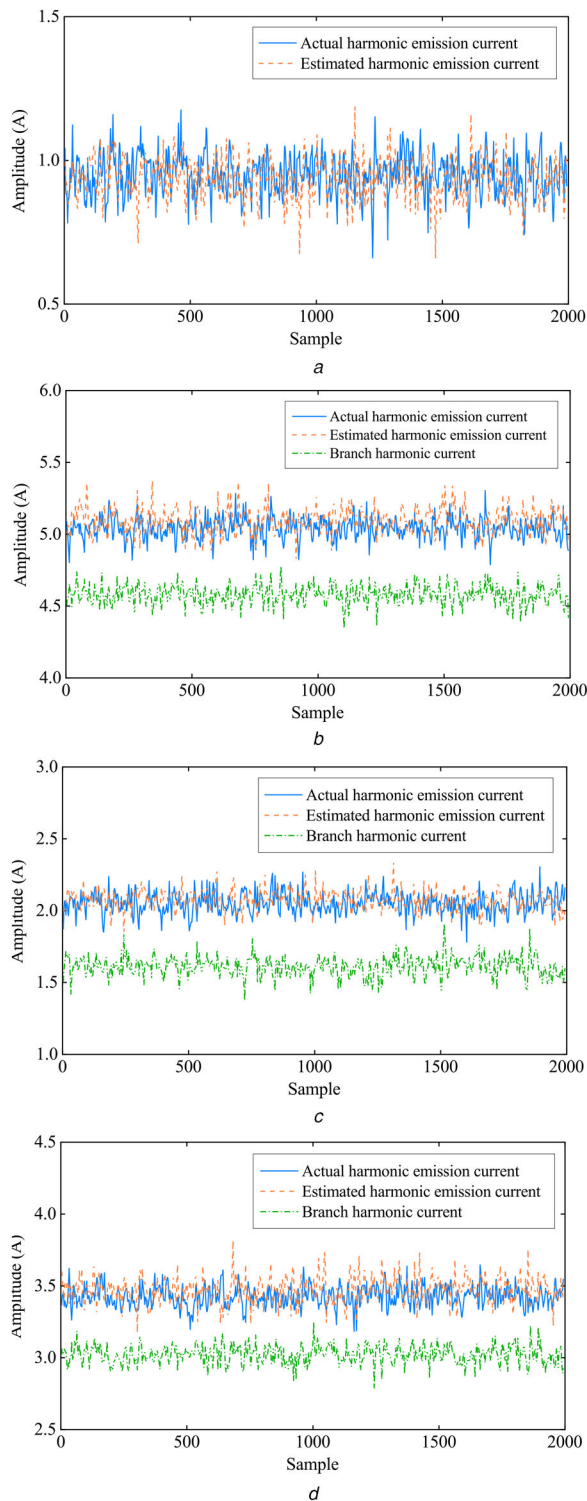 1.5
Actual harmonic emission current
Estimated harmonic emission current
Amplitude (A)
1.0
0.5
0 500 1000 1500 2000
Sample
a
6.0
Actual harmonic emission current
Estimated harmonic emission current
Branch harmonic current
5.5
Amplitude (A)
5.0
4.5
4.0
0 500 1000 1500 2000
Sample
b
3.0
Actual harmonic emission current
Estimated harmonic emission current
Branch harmonic current
2.5
Amplitude (A)
2.0
1.5
1.0
0 500 1000 1500 2000
Sample
c
4.5
Actual harmonic emission current
Estimated harmonic emission current
Branch harmonic current
4.0
Amplitude (A)
3.5
3.0
2.5
0 500 1000 1500 2000
Sample
d